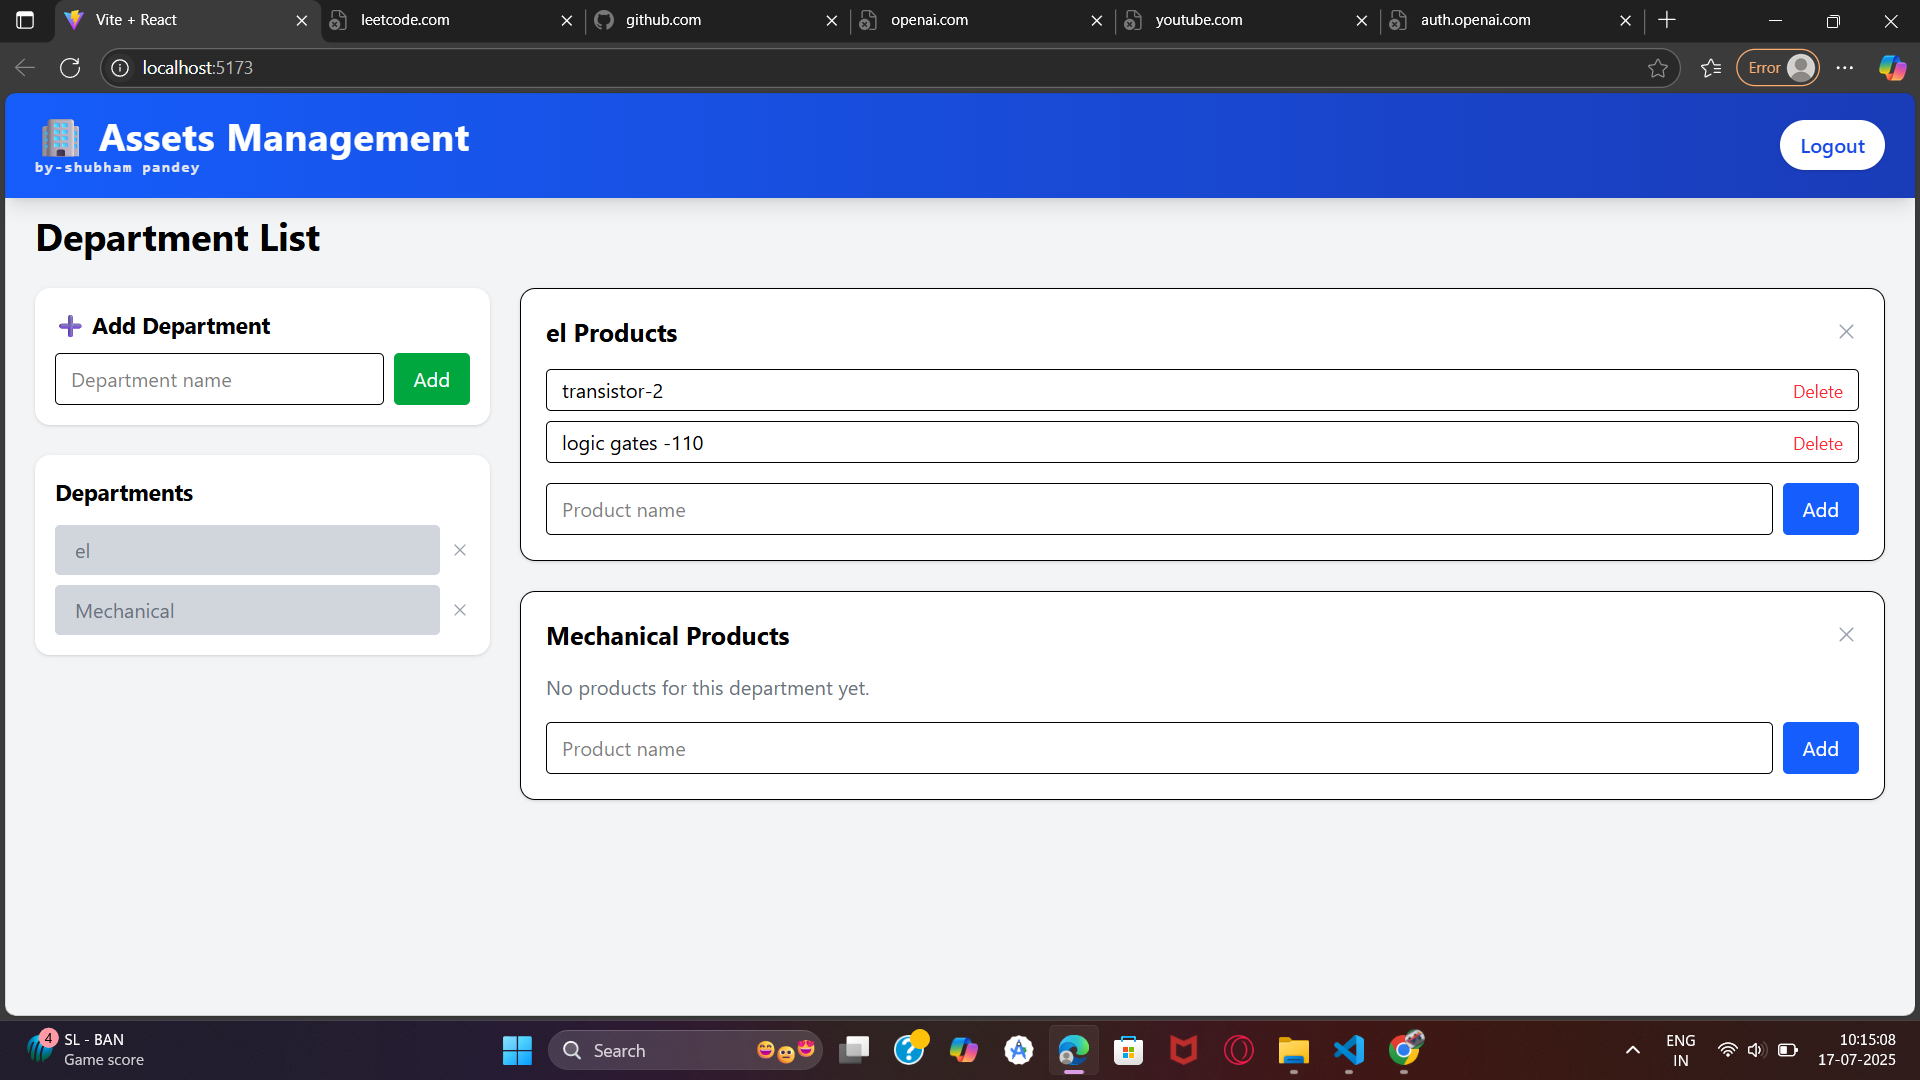 Vite + React
leetcode.com
github.com
openai.com
youtube.com
auth.openai.com
localhost:5173
Error
Assets Management
by-shubham pandey
Logout
Department List
Add Department
Department name
Add
Departments
el
Mechanical
el Products
transistor-2
Delete
logic gates -110
Delete
Product name
Add
Mechanical Products
No products for this department yet.
Product name
Add
4
SL - BAN
Game score
Search
ENG
IN
10:15:08
17-07-2025